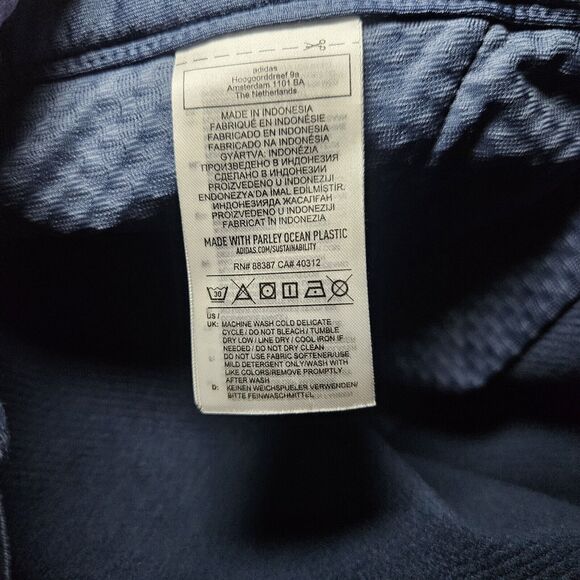 adidas
Hoogoorddreef 9a
Amsterdam 1101 BA
The Netherlands
MADE IN INDONESIA
FABRIQUÉ EN INDONÉSIE
FABRICADO EN INDONESIA
FABRICADO NA INDONÉSIA
GYÁRTVA: INDONÉZIA
ПРОИЗВЕДЕНО В ИНДОНЕЗИЯ
СДЕЛАНО В ИНДОНЕЗИИ
PROIZVEDENO U INDONEZIJI
ENDONEZYA'DA İMAL EDİLMİŞTİR.
ИНДОНЕЗИЯДА ЖАСАЛҒАН
PROIZVEDENO U INDONEZIJI
FABRICAT ÎN INDONEZIA
MADE WITH PARLEY OCEAN PLASTIC
ADIDAS.COM/SUSTAINABILITY
RN# 88387 CA# 40312
30
US /
UK: MACHINE WASH COLD DELICATE
CYCLE / DO NOT BLEACH / TUMBLE
DRY LOW / LINE DRY / COOL IRON IF
NEEDED / DO NOT DRY CLEAN
DO NOT USE FABRIC SOFTENER/USE
MILD DETERGENT ONLY/WASH WITH
LIKE COLORS/REMOVE PROMPTLY
AFTER WASH
D: KEINEN WEICHSPUELER VERWENDEN/
BITTE FEINWASCHMITTEL